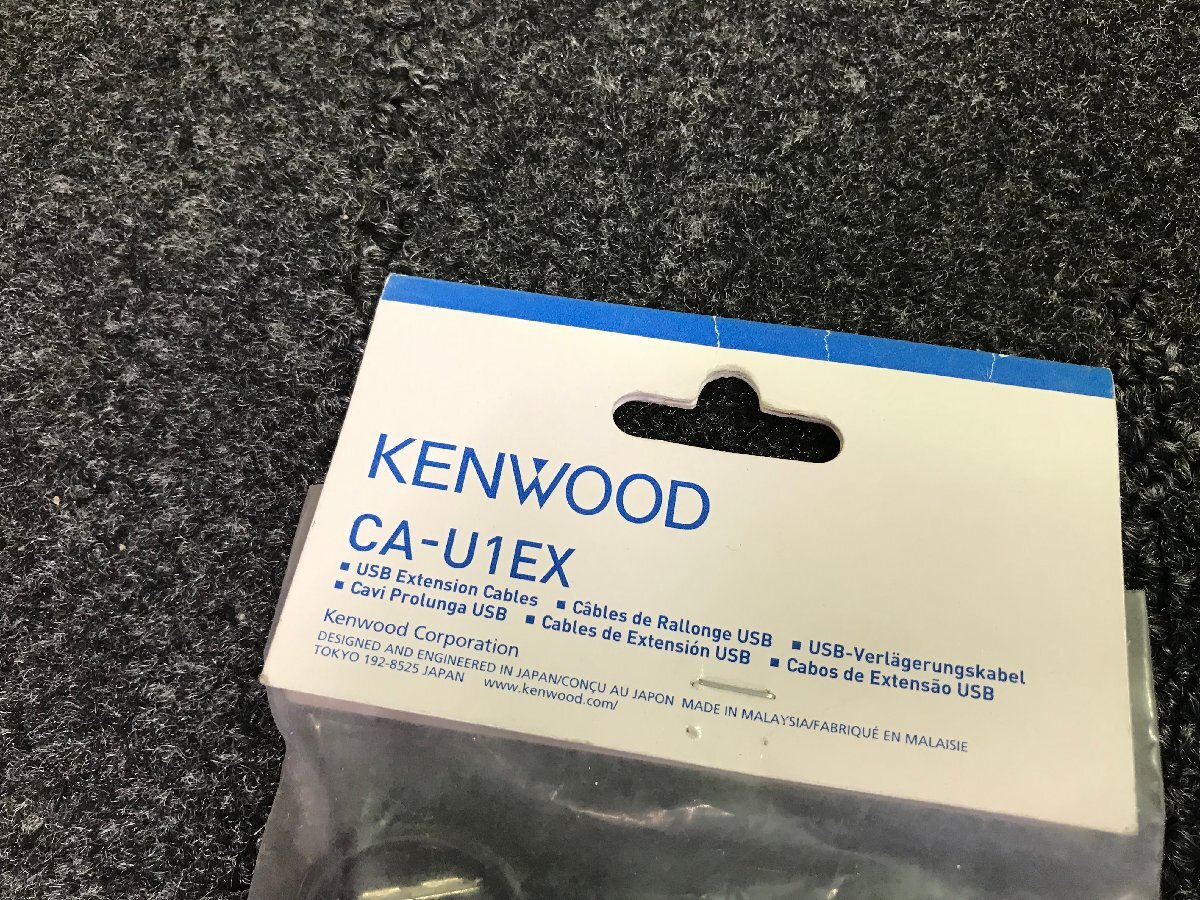 KENWOOD
CA-U1EX
▪ USB Extension Cables ▪ Câbles de Rallonge USB ▪ USB-Verlägerungskabel
▪ Cavi Prolunga USB ▪ Cables de Extensión USB ▪ Cabos de Extensão USB
Kenwood Corporation
DESIGNED AND ENGINEERED IN JAPAN/CONÇU AU JAPON MADE IN MALAYSIA/FABRIQUÉ EN MALAISIE
TOKYO 192-8525 JAPAN www.kenwood.com/